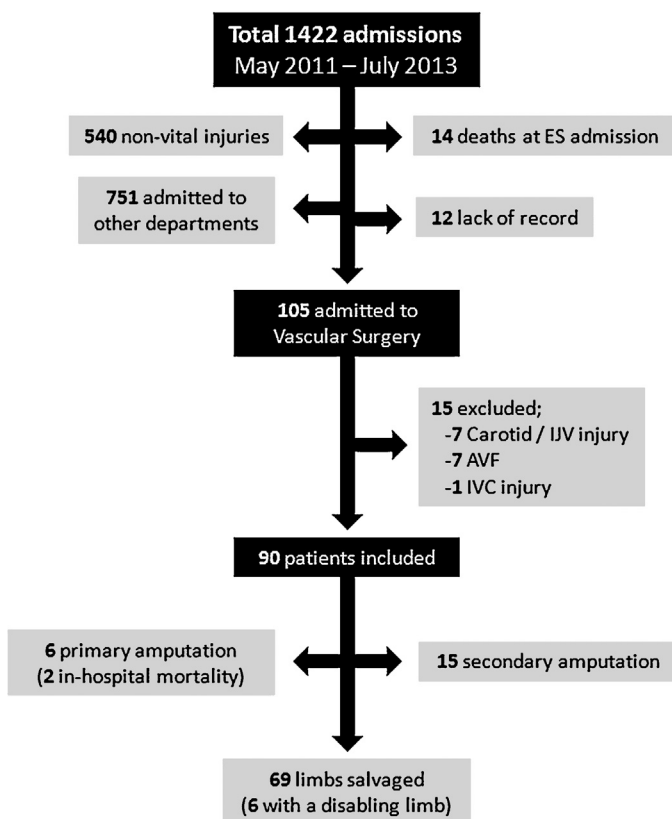 Total 1422 admissions
May 2011 – July 2013
540 non-vital injuries
14 deaths at ES admission
751 admitted to
other departments
12 lack of record
105 admitted to
Vascular Surgery
15 excluded;
-7 Carotid / IJV injury
-7 AVF
-1 IVC injury
90 patients included
6 primary amputation
(2 in-hospital mortality)
15 secondary amputation
69 limbs salvaged
(6 with a disabling limb)